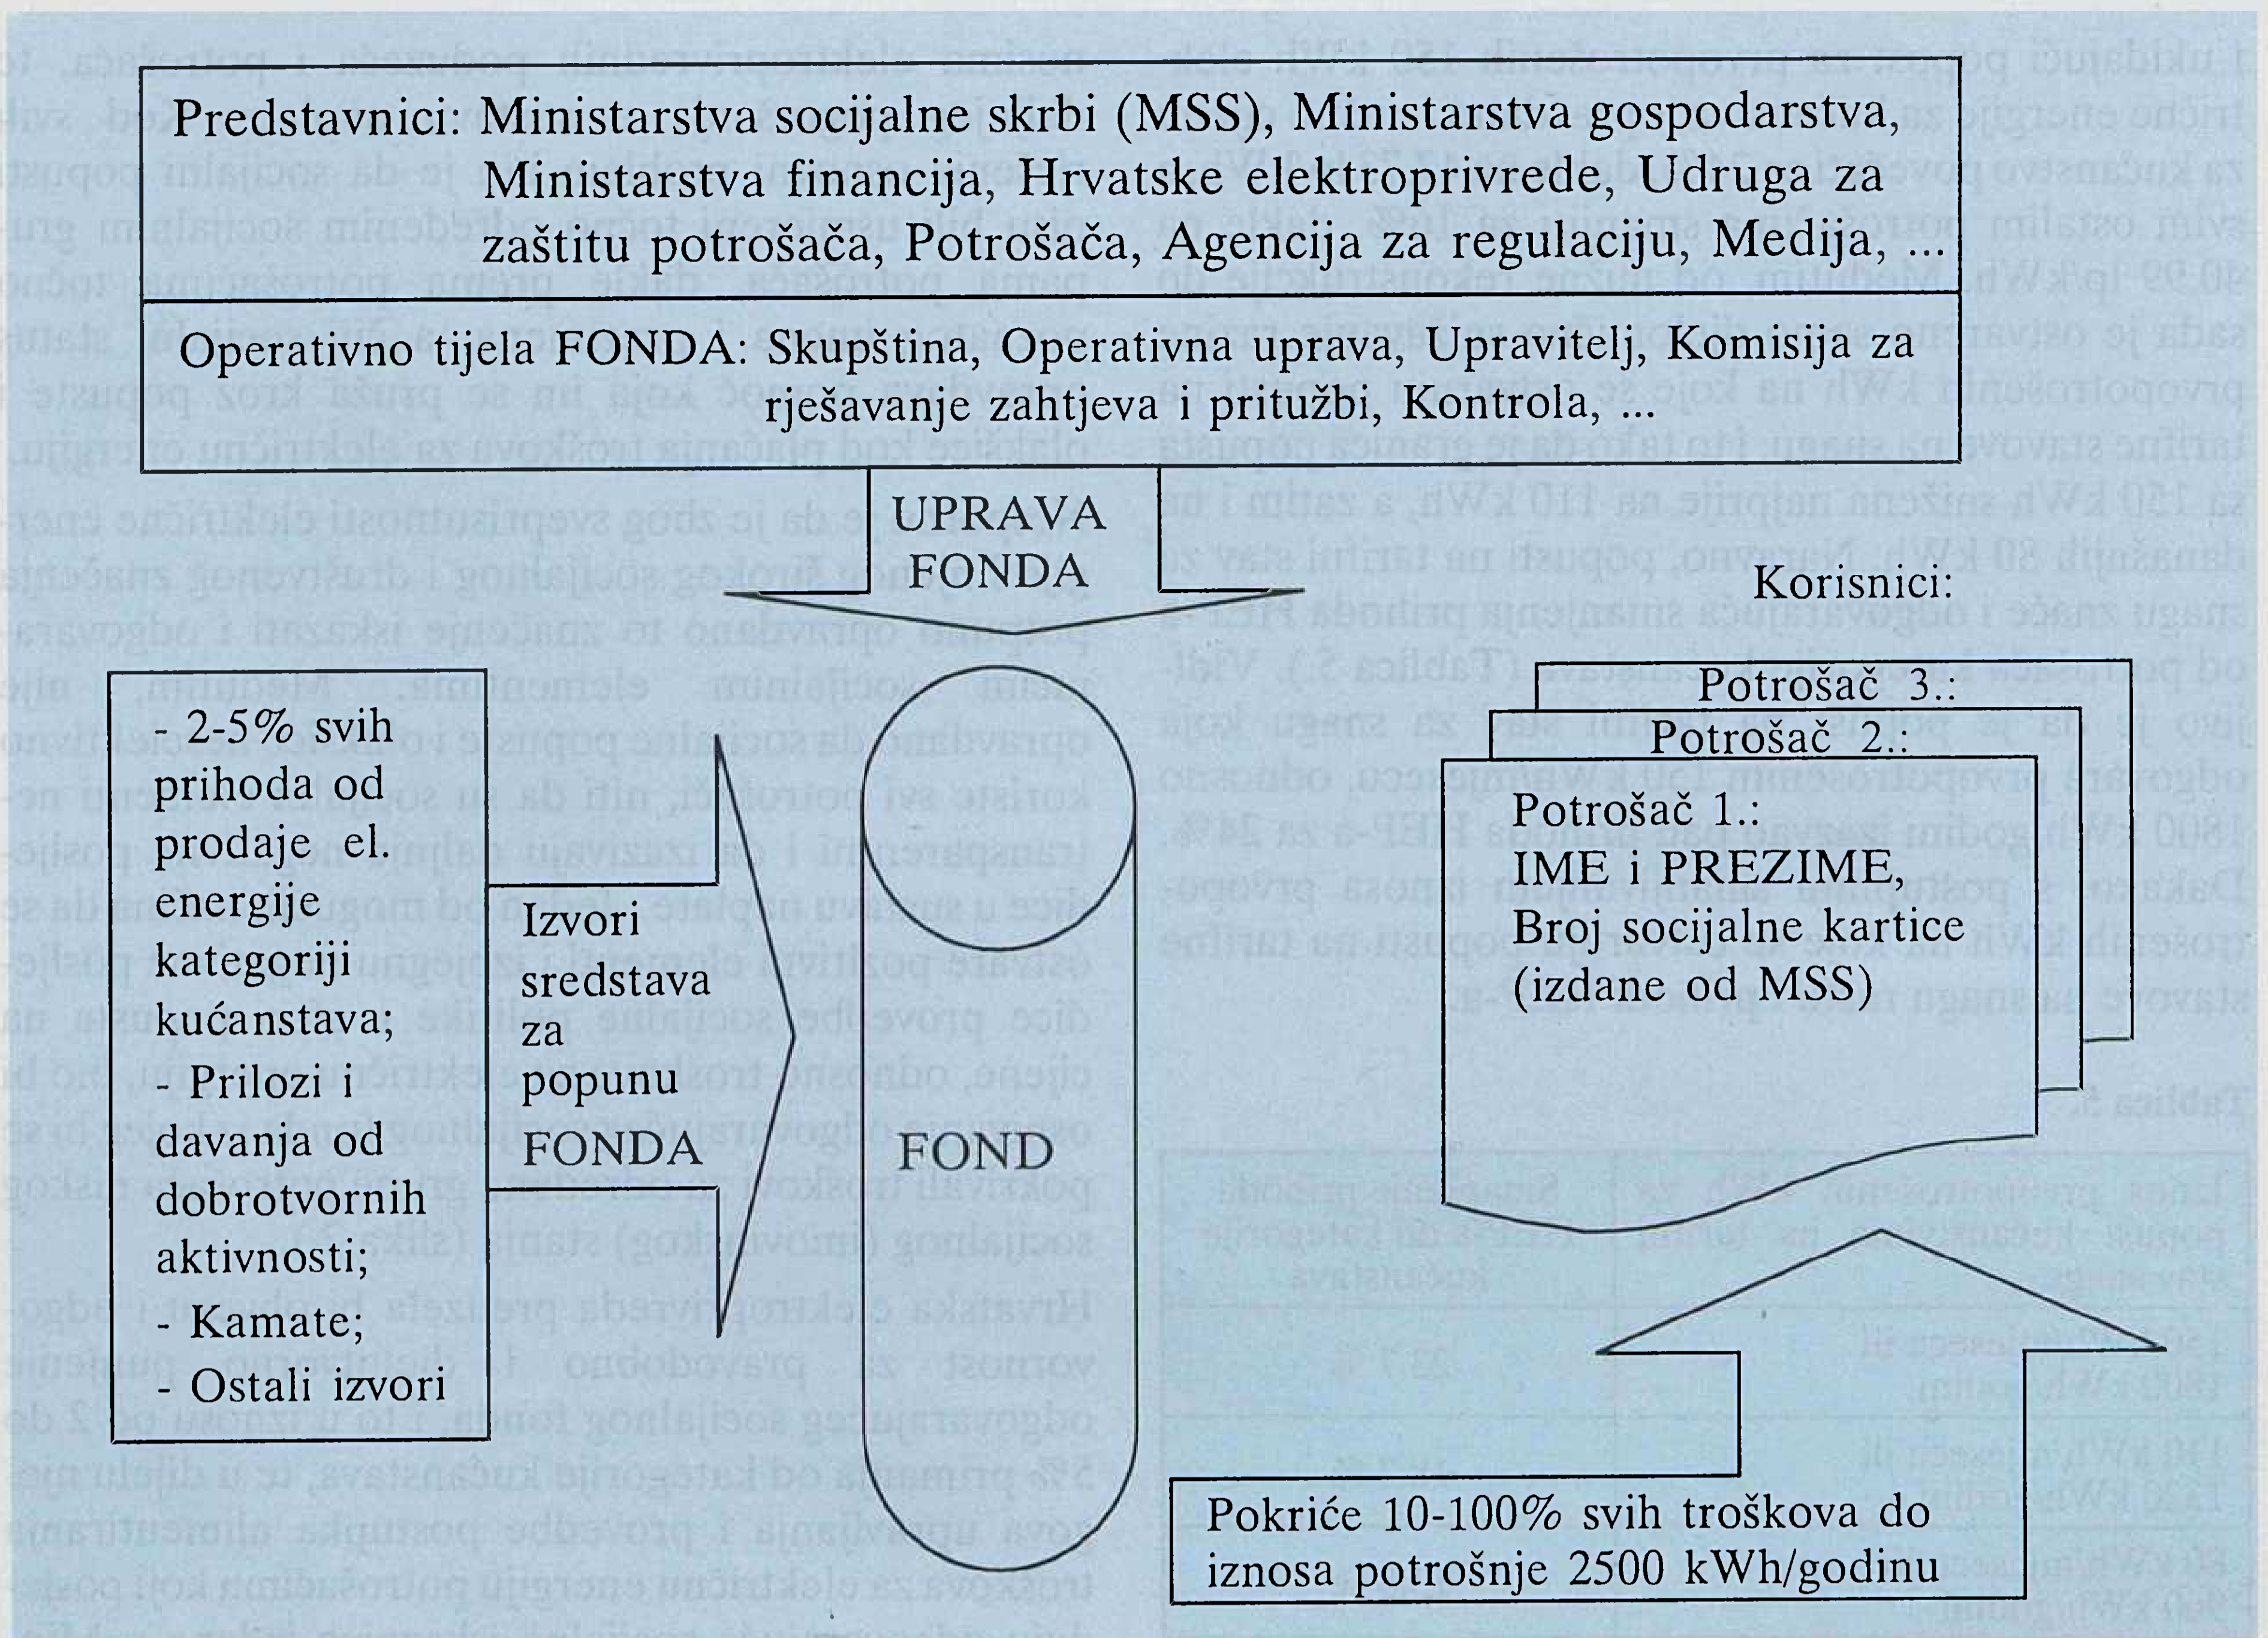 Predstavnici: Ministarstva socijalne skrbi (MSS), Ministarstva gospodarstva,
Ministarstva financija, Hrvatske elektroprivrede, Udruga za
zaštitu potrošača, Potrošača, Agencija za regulaciju, Medija, ...
Operativno tijela FONDA: Skupština, Operativna uprava, Upravitelj, Komisija za
rješavanje zahtjeva i pritužbi, Kontrola, ...
UPRAVA
FONDA
- 2-5% svih
prihoda od
prodaje el.
energije
kategoriji
kućanstava;
- Prilozi i
davanja od
dobrotvornih
aktivnosti;
- Kamate;
- Ostali izvori
Izvori
sredstava
za
popunu
FONDA
FOND
Korisnici:
Potrošač 3.:
Potrošač 2.:
Potrošač 1.:
IME i PREZIME,
Broj socijalne kartice
(izdane od MSS)
Pokriće 10-100% svih troškova do
iznosa potrošnje 2500 kWh/godinu